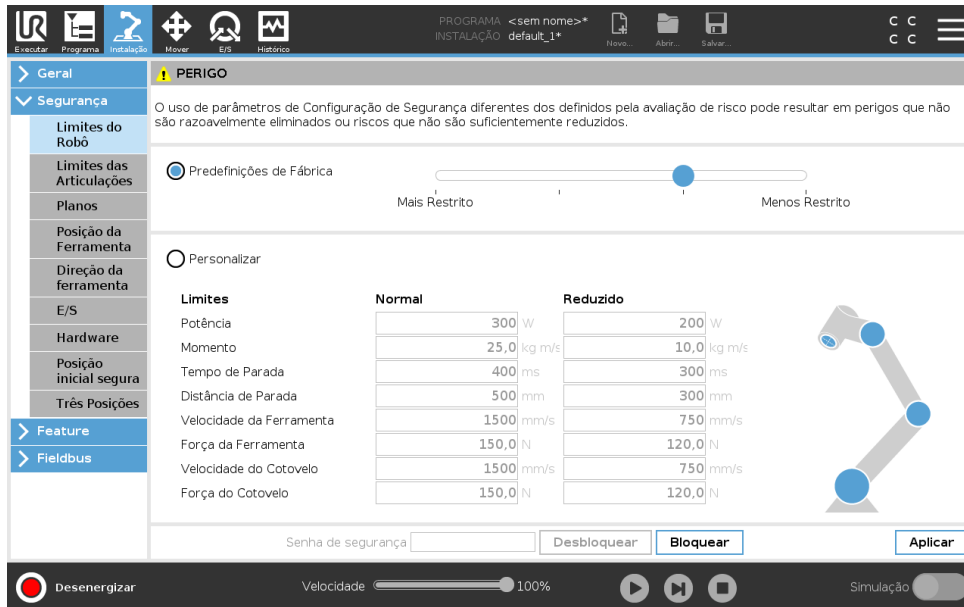 PROGRAMA <sem nome>*
INSTALAÇÃO default_1*
Executar Programa Instalação Mover E/S Histórico Novo... Abrir... Salvar...
C C
C C
Geral
Segurança
Limites do
Robô
Limites das
Articulações
Planos
Posição da
Ferramenta
Direção da
ferramenta
E/S
Hardware
Posição
inicial segura
Três Posições
Feature
Fieldbus
PERIGO
O uso de parâmetros de Configuração de Segurança diferentes dos definidos pela avaliação de risco pode resultar em perigos que não
são razoavelmente eliminados ou riscos que não são suficientemente reduzidos.
Predefinições de Fábrica
Mais Restrito Menos Restrito
Personalizar
Limites Normal Reduzido
Potência 300 W 200 W
Momento 25,0 kg m/s 10,0 kg m/s
Tempo de Parada 400 ms 300 ms
Distância de Parada 500 mm 300 mm
Velocidade da Ferramenta 1500 mm/s 750 mm/s
Força da Ferramenta 150,0 N 120,0 N
Velocidade do Cotovelo 1500 mm/s 750 mm/s
Força do Cotovelo 150,0 N 120,0 N
Senha de segurança Desbloquear Bloquear Aplicar
Desenergizar Velocidade 100% Simulação